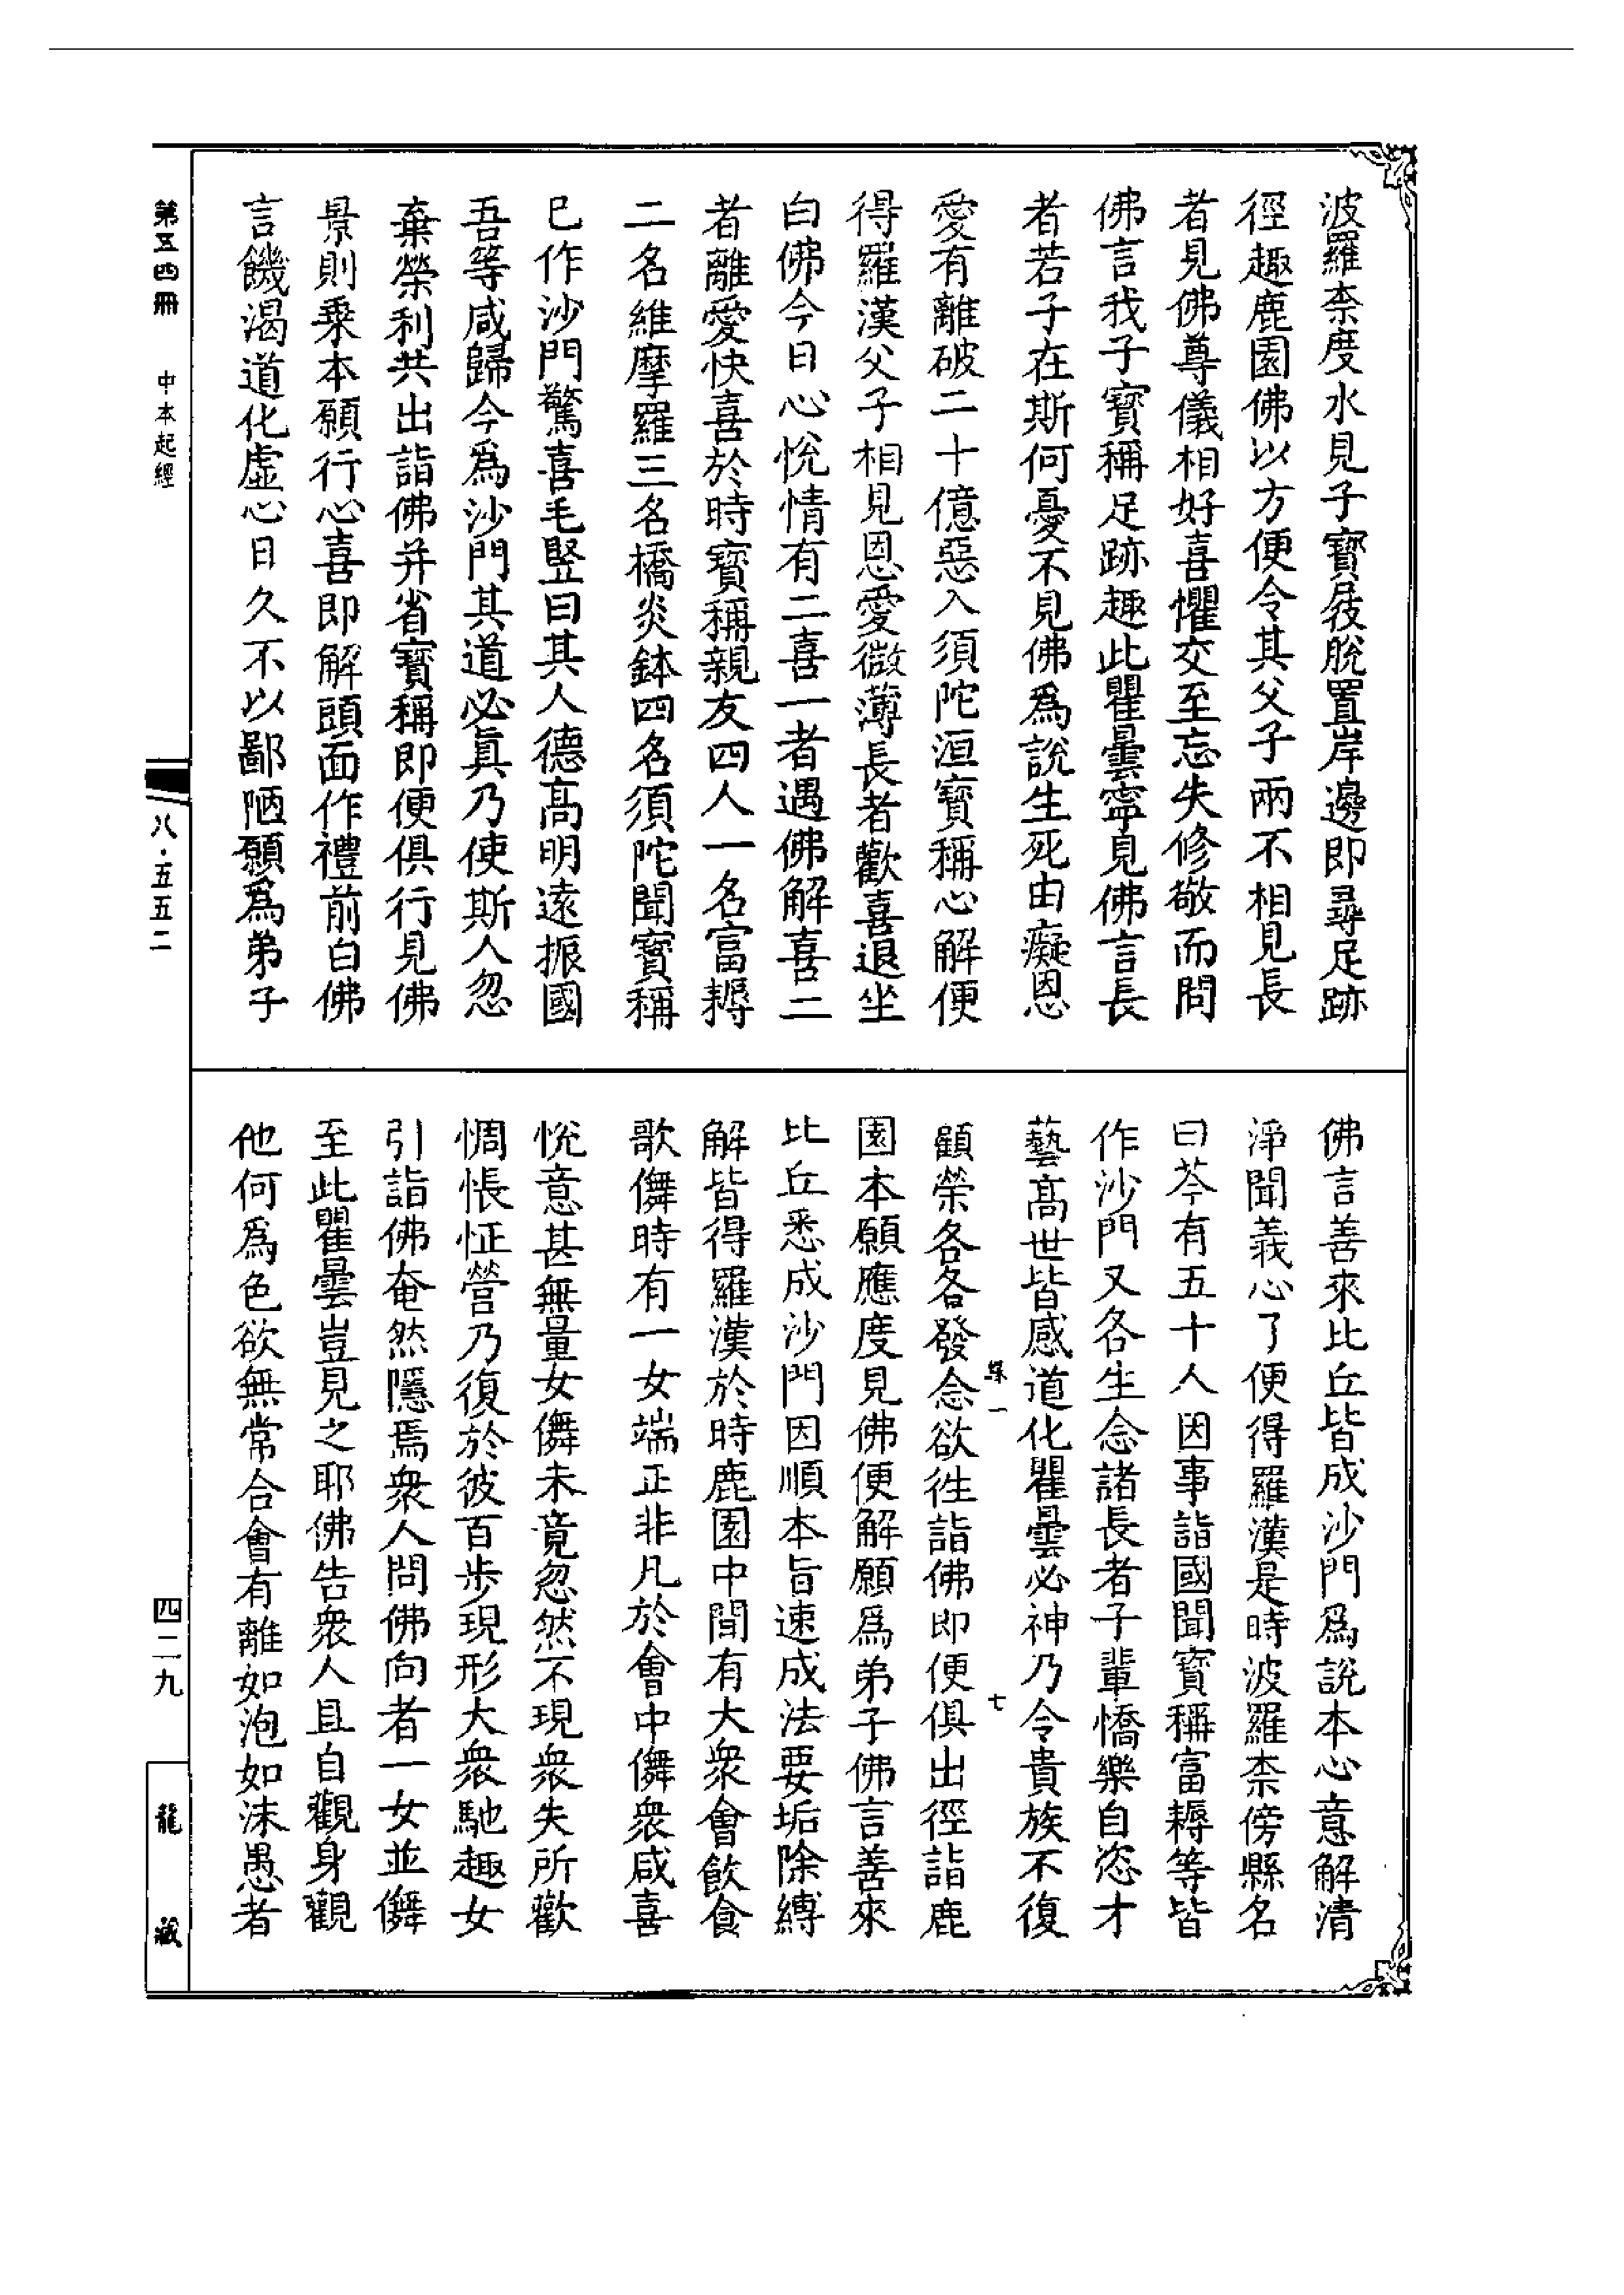 波羅柰度水見子寶屐脫置岸邊即尋足跡
徑趣鹿園佛以方便令其父子兩不相見長
者見佛尊儀相好喜懼交至忘失修敬而問
佛言我子寶稱足跡趣此瞿曇寧見佛言長
者若子在斯何憂不見佛爲說生死由癡恩
愛有離破二十億惡入須陀洹寶稱心解便
得羅漢父子相見恩愛微薄長者歡喜退坐
白佛今日心悅情有二喜一者遇佛解喜二
者離愛快喜於時寶稱親友四人一名富耨
二名維摩羅三名橋炎鉢四名須陀聞寶稱
已作沙門驚喜毛竪曰其人德高明遠振國
吾等咸歸今爲沙門其道必眞乃使斯人忽
棄榮利共出詣佛并省寶稱即便俱行見佛
景則乗本願行心喜即解頭面作禮前白佛
言饑渴道化虛心日久不以鄙陋願爲弟子
佛言善來比丘皆成沙門爲說本心意解清
淨聞義心了便得羅漢是時波羅柰傍縣名
曰荶有五十人因事詣國聞寶稱富耨等皆
作沙門又各生念諸長者子輩憍樂自恣才
藝高世皆感道化瞿曇必神乃令貴族不復
顧榮各各發念欲徃詣佛即便俱出徑詣鹿
園本願應度見佛便解願爲弟子佛言善來
比丘悉成沙門因順本旨速成法要垢除縛
解皆得羅漢於時鹿園中間有大衆會飲食
歌儛時有一女端正非凡於會中儛衆咸喜
悅意甚無量女儛未竟忽然不現衆失所歡
惆悵怔營乃復於彼百步現形大衆馳趣女
引詣佛奄然隱焉衆人問佛向者一女並儛
至此瞿曇豈見之耶佛告衆人且自觀身觀
他何爲色欲無常合會有離如泡如沫愚者
一
七
第五四冊
中本起經
八·五五二
四二九
龍藏